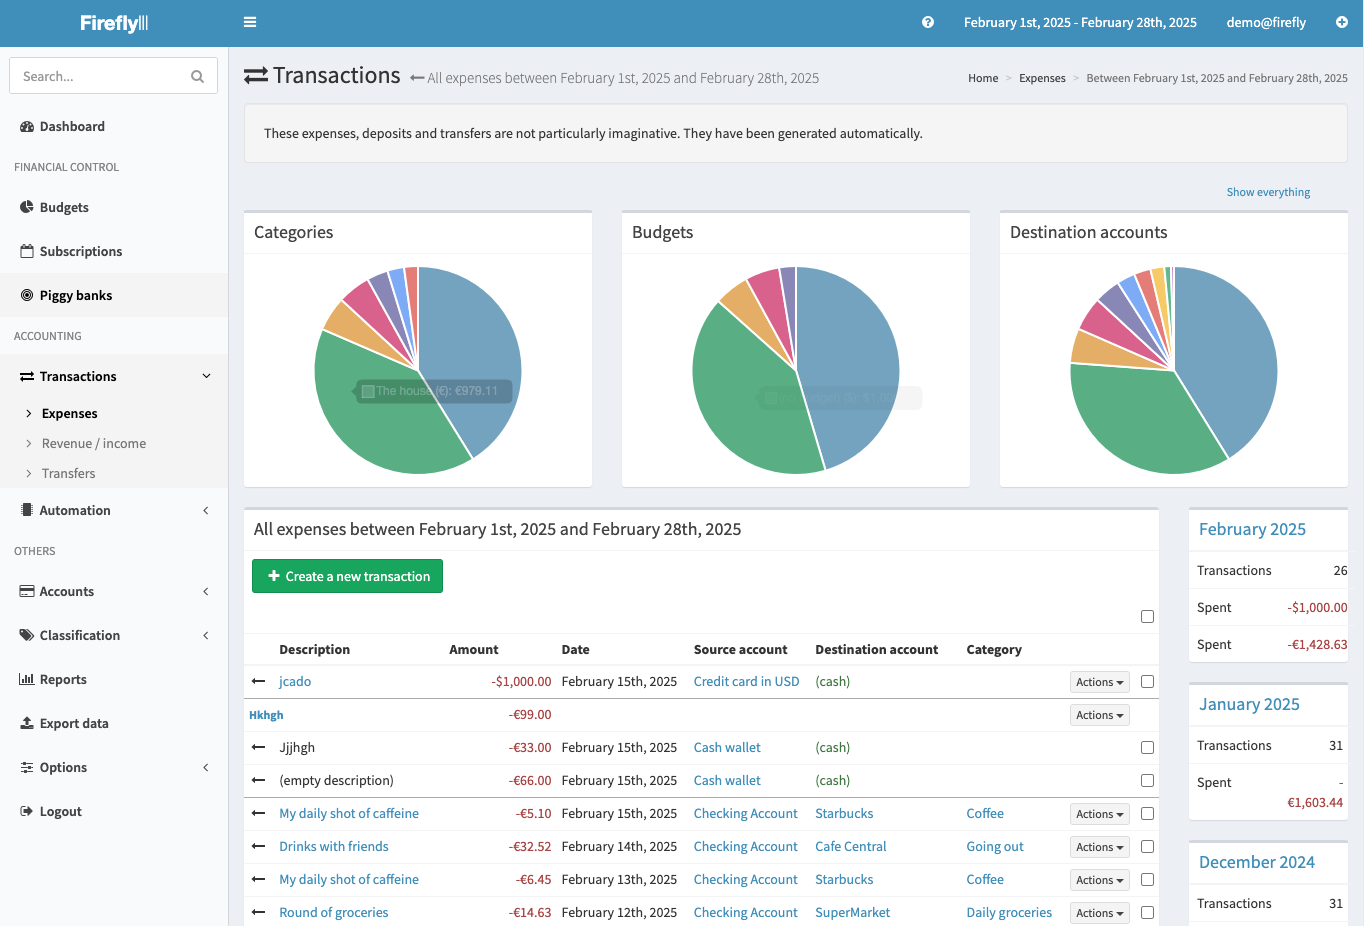 Firefly III
February 1st, 2025 - February 28th, 2025
demo@firefly
Search...
Dashboard
FINANCIAL CONTROL
Budgets
Subscriptions
Piggy banks
ACCOUNTING
Transactions
Expenses
Revenue / income
Transfers
Automation
OTHERS
Accounts
Classification
Reports
Export data
Options
Logout
Transactions All expenses between February 1st, 2025 and February 28th, 2025
Home > Expenses > Between February 1st, 2025 and February 28th, 2025
These expenses, deposits and transfers are not particularly imaginative. They have been generated automatically.
Show everything
Categories
The house (€): €979.11
Budgets
Destination accounts
All expenses between February 1st, 2025 and February 28th, 2025
Create a new transaction
Description Amount Date Source account Destination account Category
jcado -$1,000.00 February 15th, 2025 Credit card in USD (cash) Actions
Hkhgh -€99.00 Actions
Jjjhgh -€33.00 February 15th, 2025 Cash wallet (cash)
(empty description) -€66.00 February 15th, 2025 Cash wallet (cash)
My daily shot of caffeine -€5.10 February 15th, 2025 Checking Account Starbucks Coffee Actions
Drinks with friends -€32.52 February 14th, 2025 Checking Account Cafe Central Going out Actions
My daily shot of caffeine -€6.45 February 13th, 2025 Checking Account Starbucks Coffee Actions
Round of groceries -€14.63 February 12th, 2025 Checking Account SuperMarket Daily groceries Actions
February 2025
Transactions 26
Spent -$1,000.00
Spent -€1,428.63
January 2025
Transactions 31
Spent -
€1,603.44
December 2024
Transactions 31